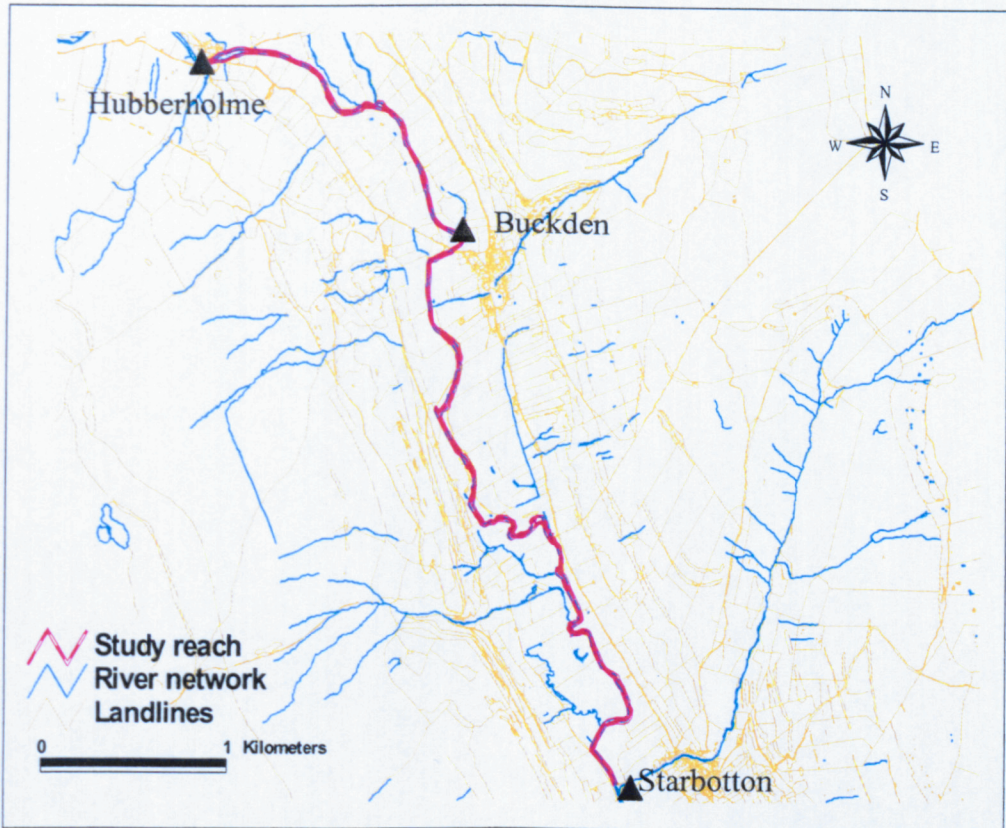 Hubberholme
N
W
E
S
Buckden
Study reach
River network
Landlines
0 1 Kilometers
Starbotton